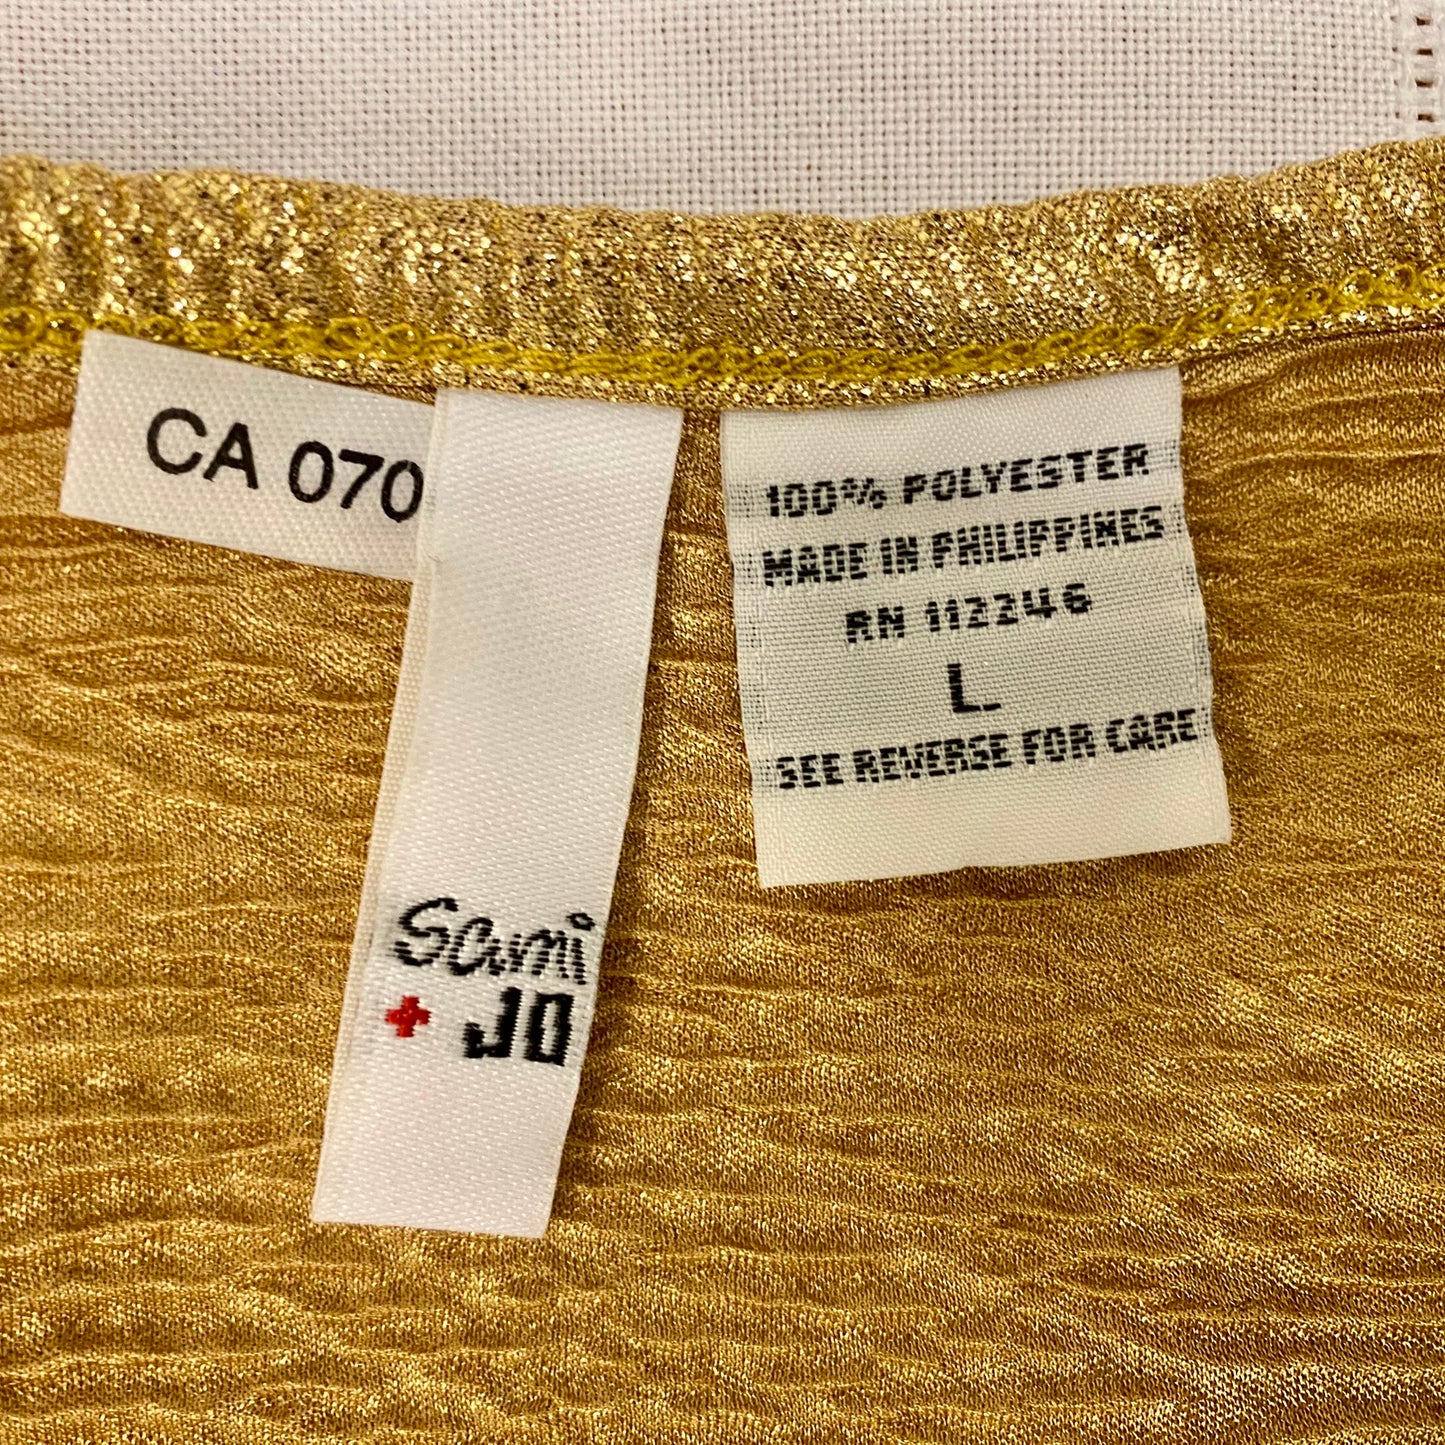 CA 070
Sami
+ JO
100% POLYESTER
MADE IN PHILIPPINES
RN 112246
L
SEE REVERSE FOR CARE